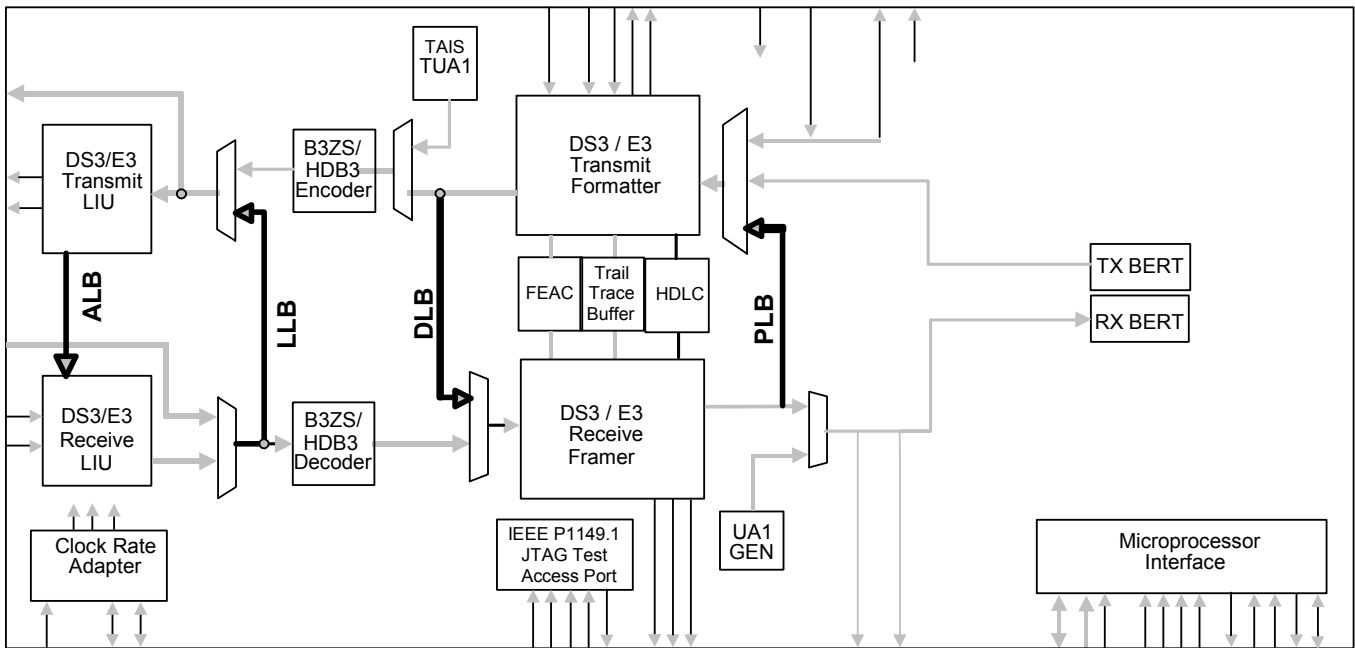 TAIS
TUA1
DS3/E3
Transmit
LIU
B3ZS/
HDB3
Encoder
DS3 / E3
Transmit
Formatter
FEAC
Trail
Trace
Buffer
HDLC
TX BERT
RX BERT
ALB
LLB
DLB
PLB
DS3/E3
Receive
LIU
B3ZS/
HDB3
Decoder
DS3 / E3
Receive
Framer
Clock Rate
Adapter
IEEE P1149.1
JTAG Test
Access Port
UA1
GEN
Microprocessor
Interface